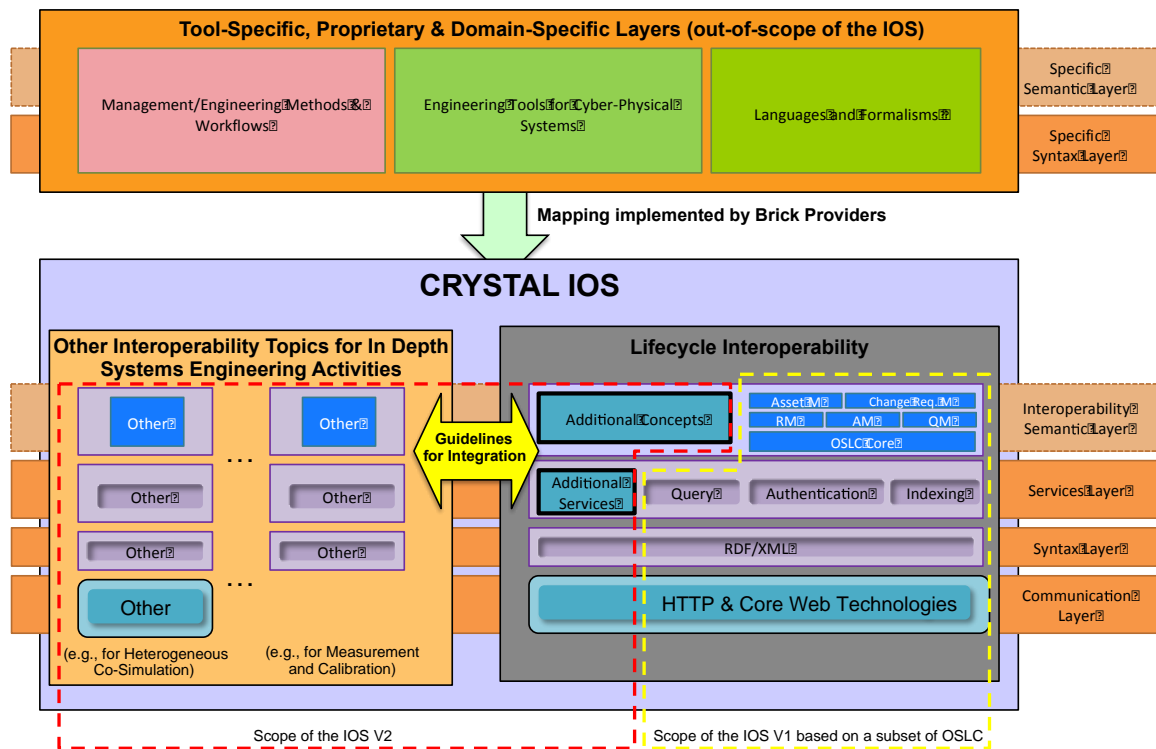 Tool-Specific, Proprietary & Domain-Specific Layers (out-of-scope of the IOS)
Management/Engineering Methods &
Workflows
Engineering Tools for Cyber-Physical
Systems
Languages and Formalisms
Specific
Semantic Layer
Specific
Syntax Layer
Mapping implemented by Brick Providers
CRYSTAL IOS
Other Interoperability Topics for In Depth
Systems Engineering Activities
Other
Other
...
Other
Other
Other
Other
...
Other
(e.g., for Heterogeneous
Co-Simulation)
(e.g., for Measurement
and Calibration)
Guidelines
for Integration
Lifecycle Interoperability
Additional Concepts
Asset M
Change Req. M
RM
AM
QM
OSLC Core
Additional
Services
Query
Authentication
Indexing
RDF/XML
HTTP & Core Web Technologies
Interoperability
Semantic Layer
Services Layer
Syntax Layer
Communication
Layer
Scope of the IOS V2
Scope of the IOS V1 based on a subset of OSLC